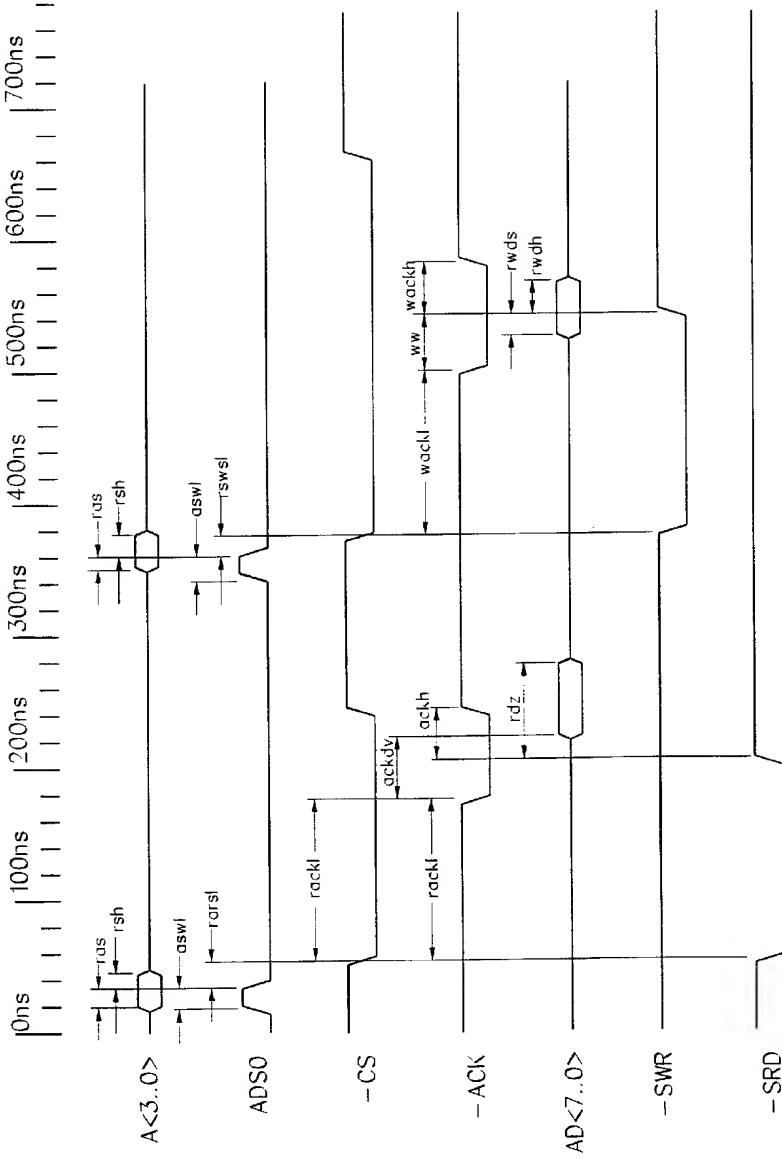 0ns
100ns
200ns
300ns
400ns
500ns
600ns
700ns
ras
rsh
ras
rsh
A<3..0>
aswl
rarsl
aswl
rswsl
ADS0
-CS
rackl
ackdv
wackl
ww
wackh
-ACK
rackl
ackh
rdz
rwds
rwdh
AD<7..0>
-SWR
-SRD